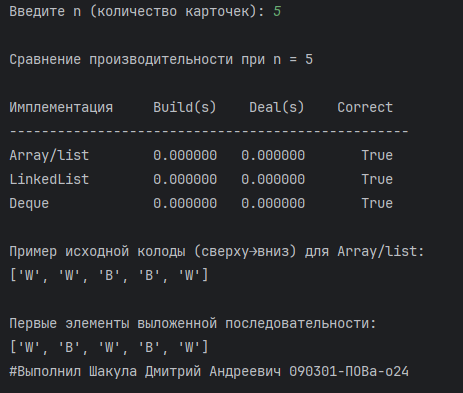 Введите n (количество карточек): 5
Сравнение производительности при n = 5
Имплементация Build(s) Deal(s) Correct
--------------------------------------------------
Array/list 0.000000 0.000000 True
LinkedList 0.000000 0.000000 True
Deque 0.000000 0.000000 True
Пример исходной колоды (сверху→вниз) для Array/list:
['W', 'W', 'B', 'B', 'W']
Первые элементы выложенной последовательности:
['W', 'B', 'W', 'B', 'W']
#Выполнил Шакула Дмитрий Андреевич 090301-ПОВа-о24